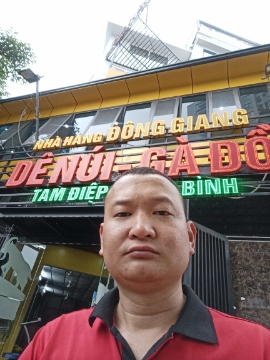 NHÀ HÀNG ĐÔNG GIANG
DÊ NÚI - GÀ ĐỒ
TAM ĐIỆP BÌNH